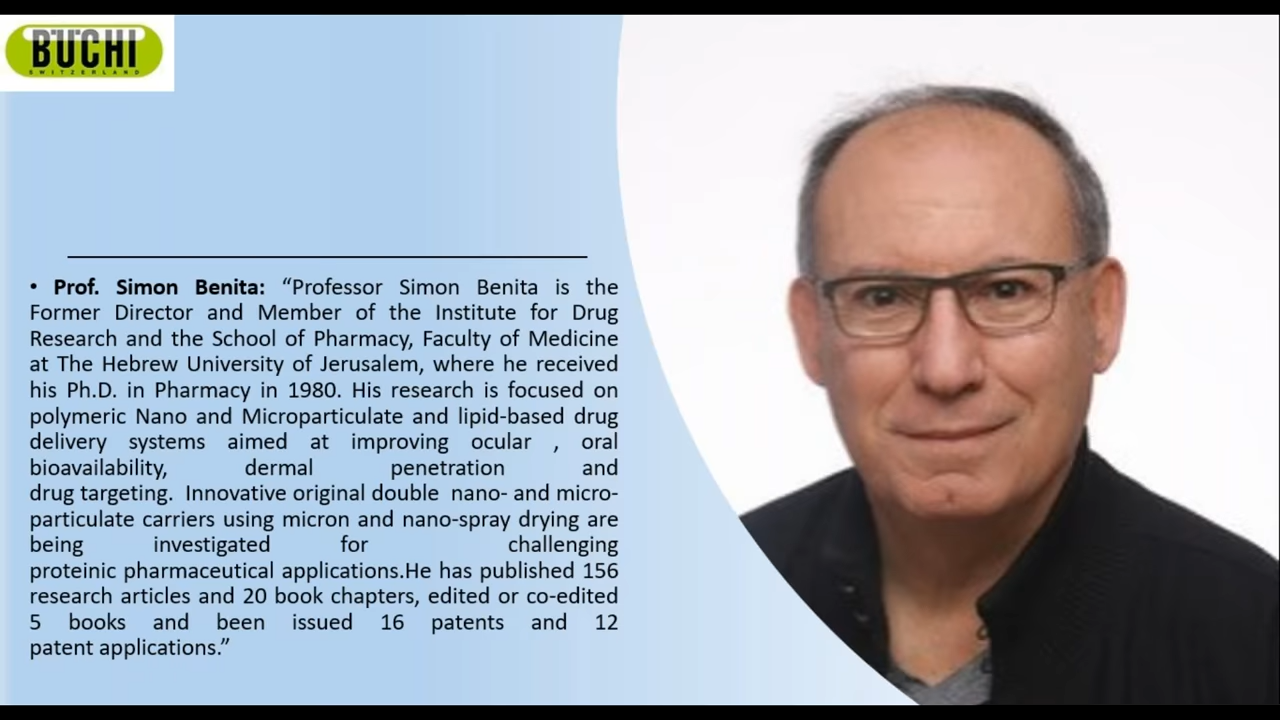 BÜCHI
SWITZERLAND
• Prof. Simon Benita: “Professor Simon Benita is the
Former Director and Member of the Institute for Drug
Research and the School of Pharmacy, Faculty of Medicine
at The Hebrew University of Jerusalem, where he received
his Ph.D. in Pharmacy in 1980. His research is focused on
polymeric Nano and Microparticulate and lipid-based drug
delivery systems aimed at improving ocular , oral
bioavailability, dermal penetration and
drug targeting. Innovative original double nano- and micro-
particulate carriers using micron and nano-spray drying are
being investigated for challenging
proteinic pharmaceutical applications.He has published 156
research articles and 20 book chapters, edited or co-edited
5 books and been issued 16 patents and 12
patent applications.”